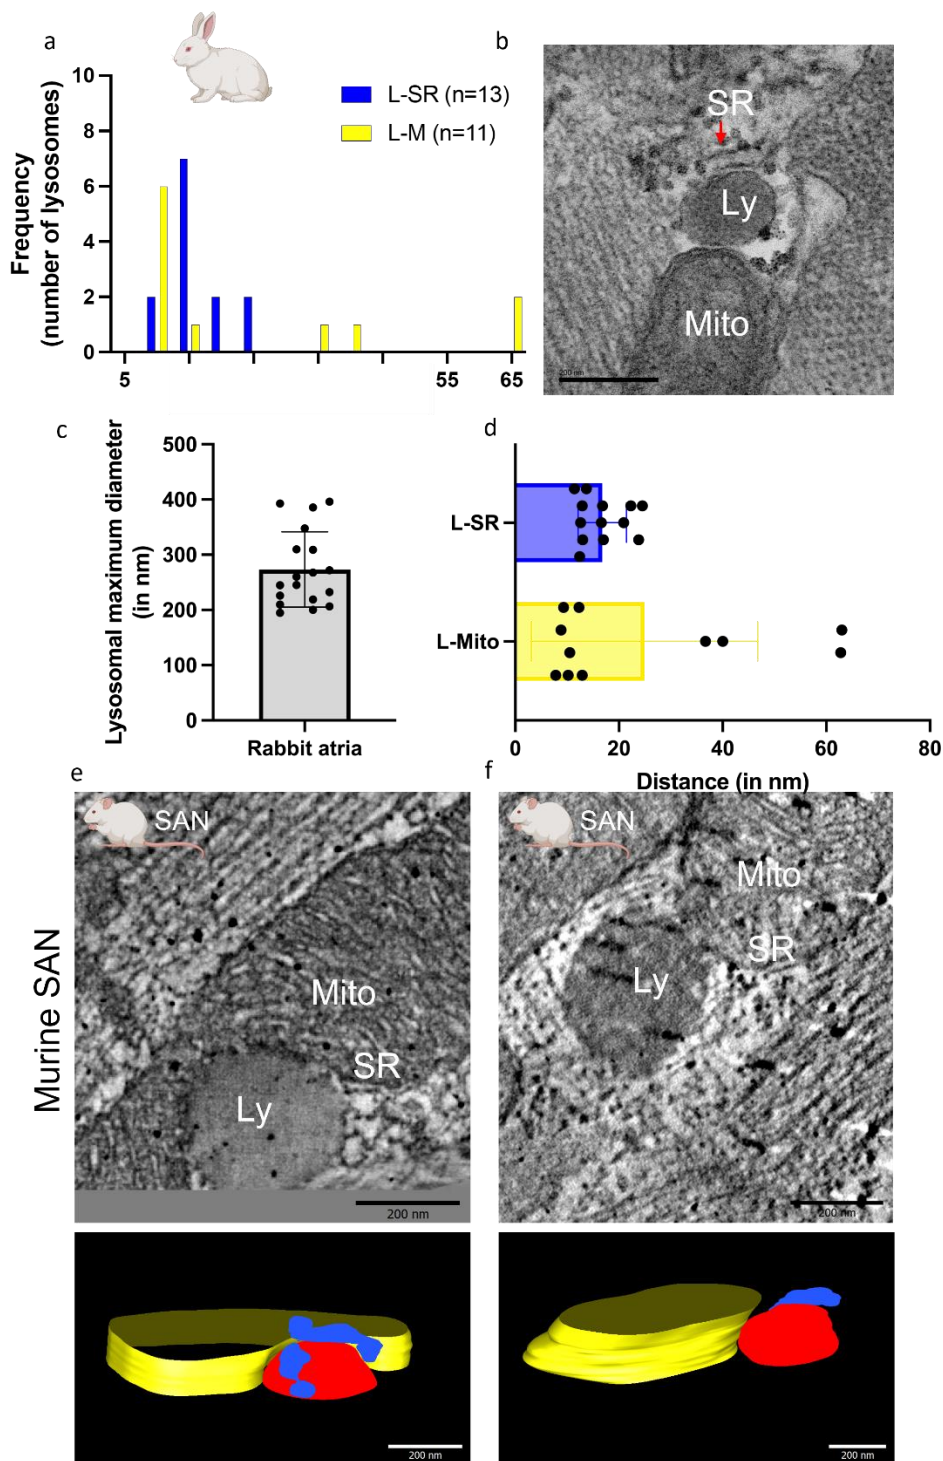 a
10
8
6
4
2
0
Frequency
(number of lysosomes)
L-SR (n=13)
L-M (n=11)
5
55
65
b
SR
Ly
Mito
200 nm
c
500
400
300
200
100
0
Lysosomal maximum diameter
(in nm)
Rabbit atria
d
L-SR
L-Mito
0
20
40
60
80
Distance (in nm)
Murine SAN
e
SAN
Mito
SR
Ly
200 nm
200 nm
f
SAN
Mito
SR
Ly
200 nm
200 nm